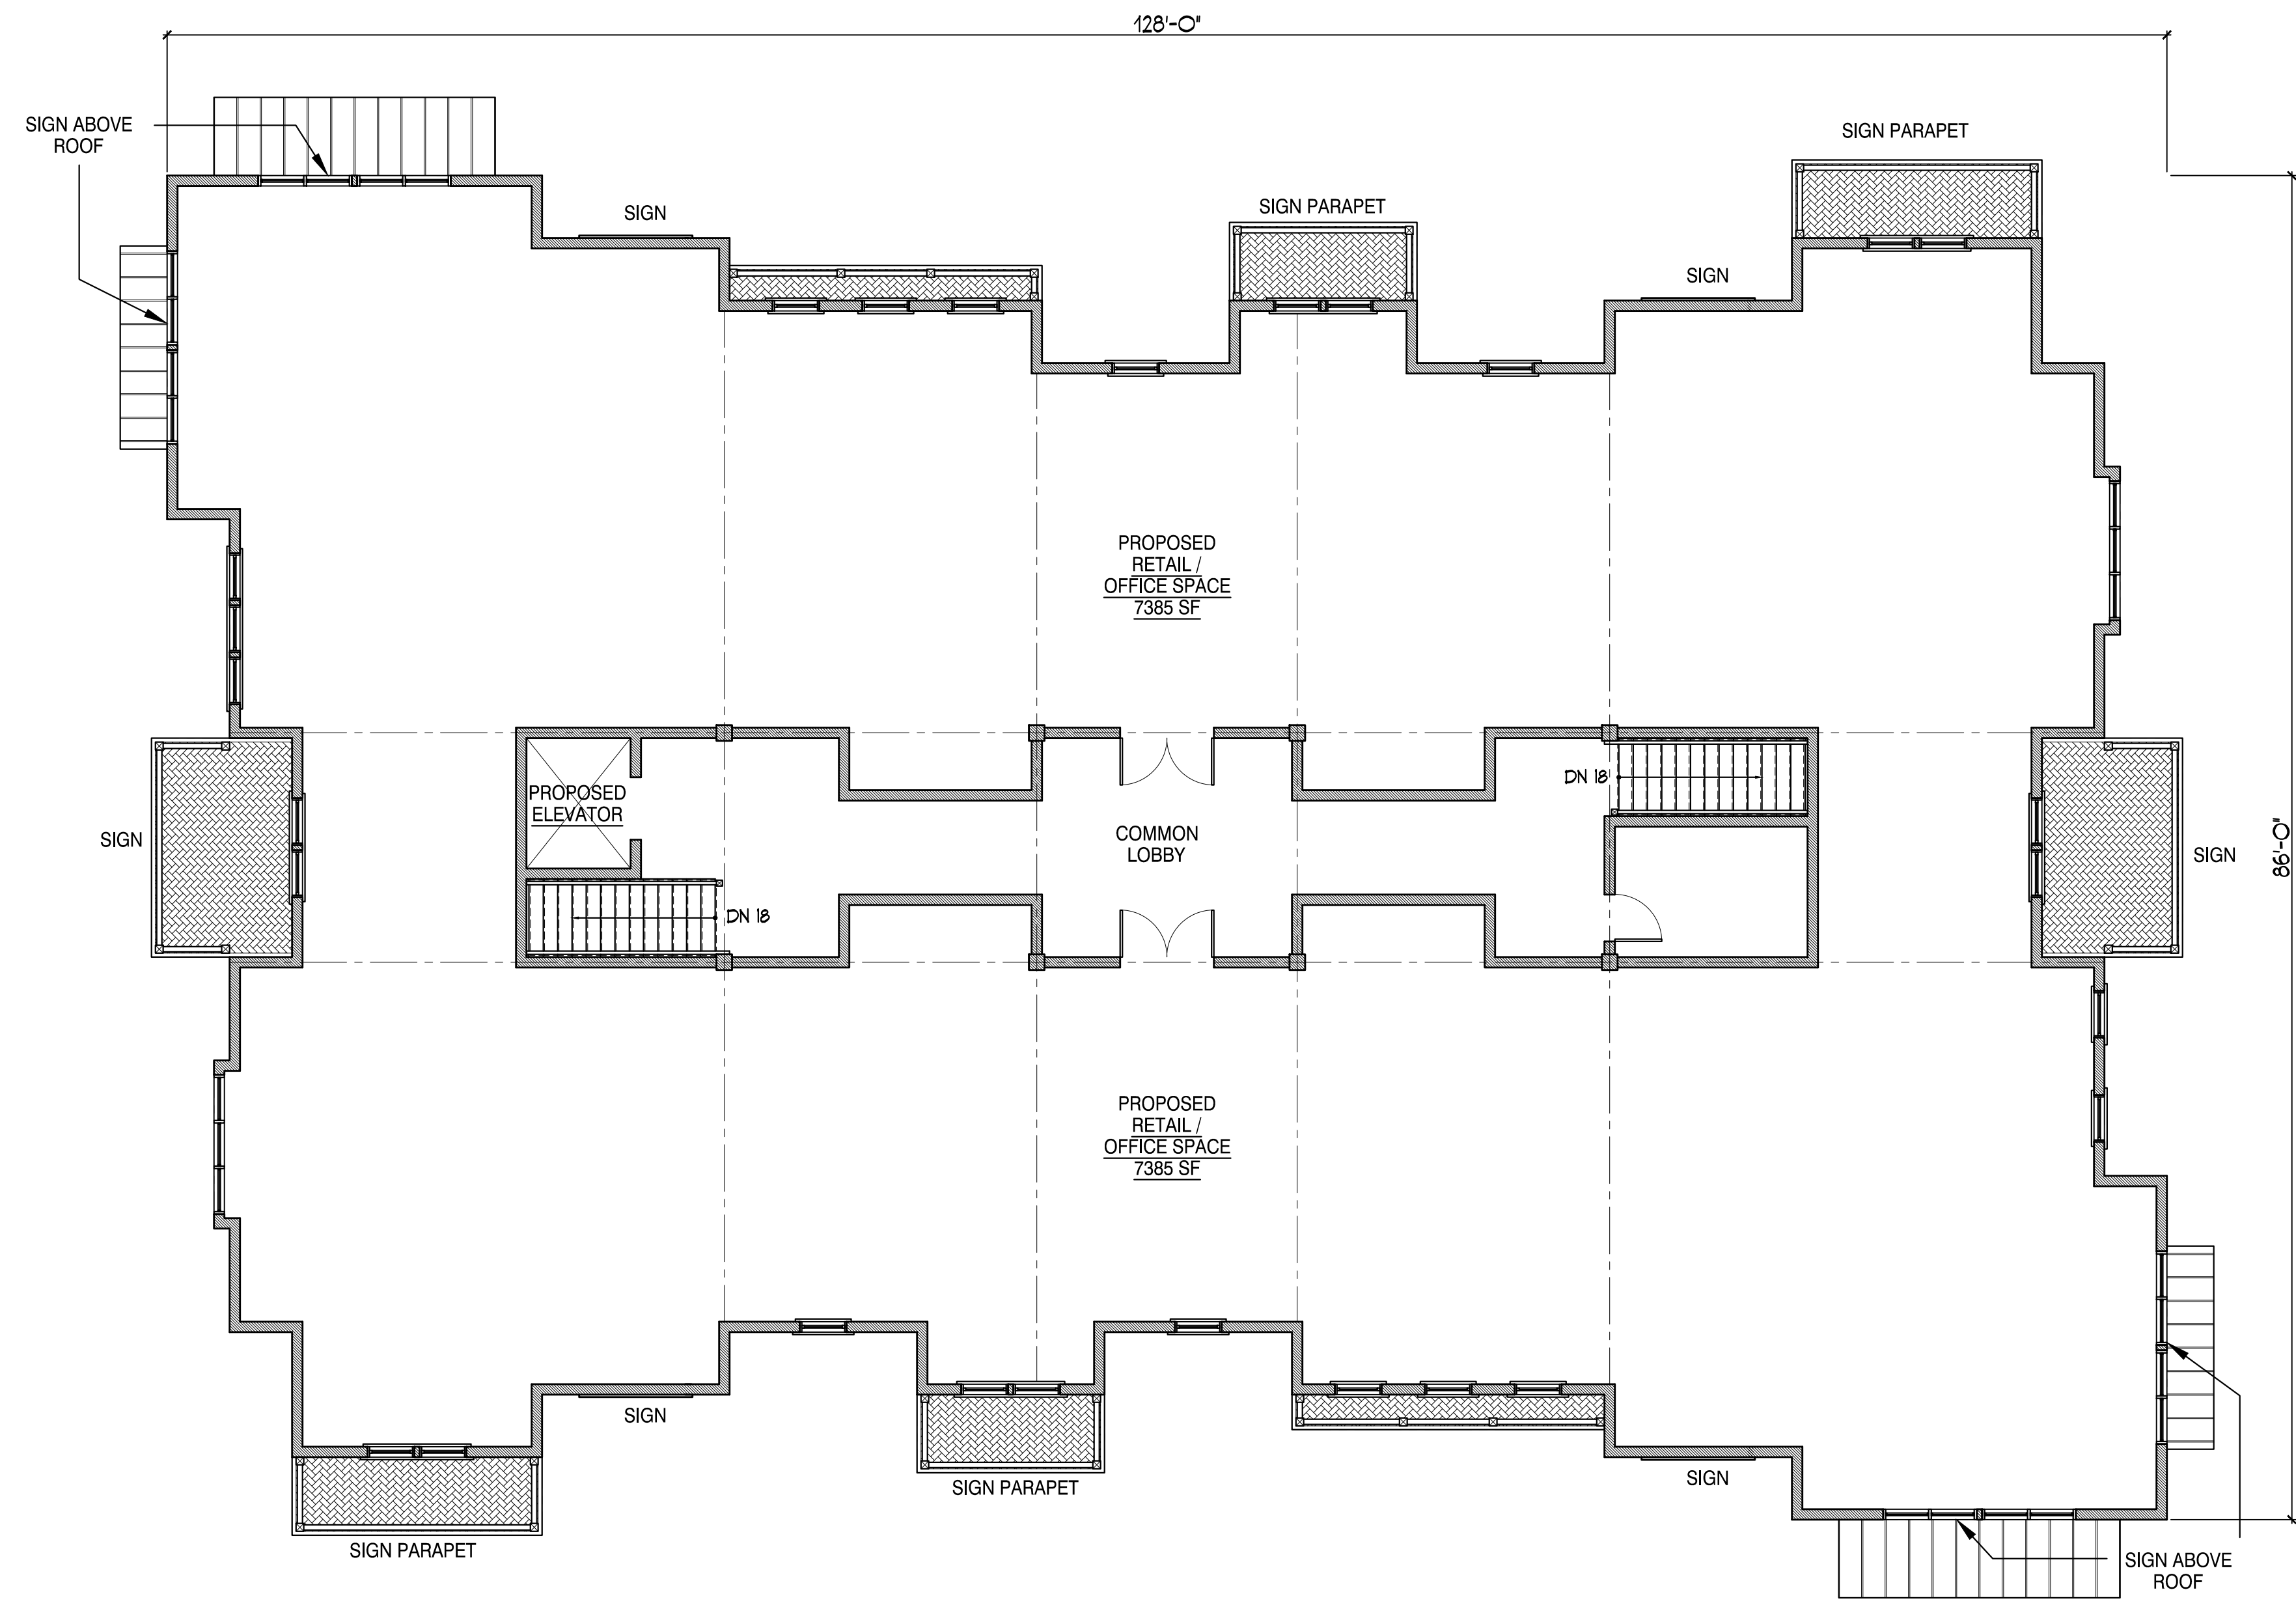 128'-0"
SIGN ABOVE
ROOF
SIGN PARAPET
SIGN
SIGN PARAPET
SIGN
PROPOSED
RETAIL /
OFFICE SPACE
7385 SF
PROPOSED
ELEVATOR
DN 18
COMMON
LOBBY
SIGN
SIGN
86'-0"
DN 18
PROPOSED
RETAIL /
OFFICE SPACE
7385 SF
SIGN
SIGN PARAPET
SIGN
SIGN PARAPET
SIGN ABOVE
ROOF